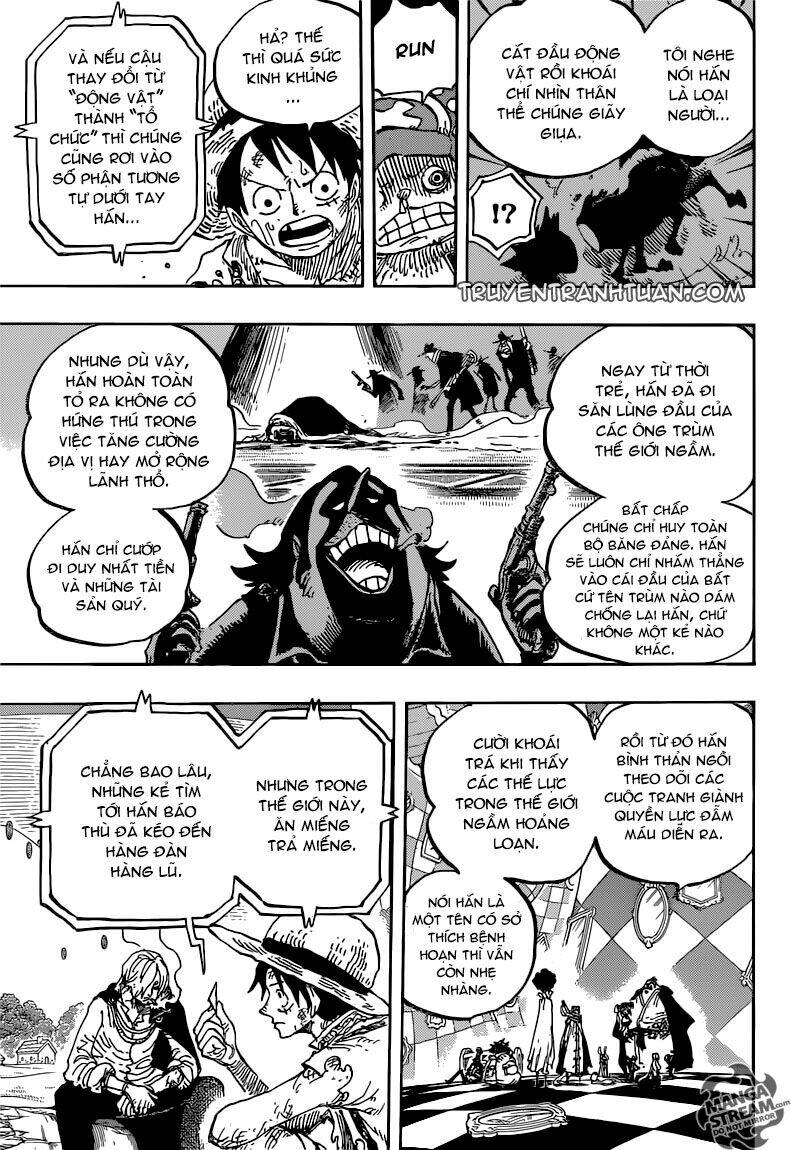 TÔI NGHE
NÓI HẮN
LÀ LOẠI
NGƯỜI...
CẮT ĐẦU ĐỘNG
VẬT RỒI KHOÁI
CHÍ NHÌN THÂN
THỂ CHÚNG GIÃY
GIỤA.
!?
RUN
HẢ? THẾ
THÌ QUÁ SỨC
KINH KHỦNG
...
VÀ NẾU CẬU
THAY ĐỔI TỪ
“ĐỘNG VẬT”
THÀNH “TỔ
CHỨC” THÌ CHÚNG
CŨNG RƠI VÀO
SỐ PHẬN TƯƠNG
TỰ DƯỚI TAY
HẮN...
TRUYENTRANHTUAN.COM
NGAY TỪ THỜI
TRẺ, HẮN ĐÃ ĐI
SĂN LÙNG ĐẦU CỦA
CÁC ÔNG TRÙM
THẾ GIỚI NGẦM.
BẤT CHẤP
CHÚNG CHỈ HUY TOÀN
BỘ BĂNG ĐẢNG. HẮN
SẼ LUÔN CHỈ NHẮM THẲNG
VÀO CÁI ĐẦU CỦA BẤT
CỨ TÊN TRÙM NÀO DÁM
CHỐNG LẠI HẮN, CHỨ
KHÔNG MỘT KẺ NÀO
KHÁC.
NHƯNG DÙ VẬY,
HẮN HOÀN TOÀN
TỎ RA KHÔNG CÓ
HỨNG THÚ TRONG
VIỆC TĂNG CƯỜNG
ĐỊA VỊ HAY MỞ RỘNG
LÃNH THỔ.
HẮN CHỈ CƯỚP
ĐI DUY NHẤT TIỀN
VÀ NHỮNG TÀI
SẢN QUÝ.
RỒI TỪ ĐÓ HẮN
BÌNH THẢN NGỒI
THEO DÕI CÁC
CUỘC TRANH GIÀNH
QUYỀN LỰC ĐẪM
MÁU DIỄN RA.
CƯỜI KHOÁI
TRÁ KHI THẤY
CÁC THẾ LỰC
TRONG THẾ GIỚI
NGẦM HOẢNG
LOẠN.
NÓI HẮN LÀ
MỘT TÊN CÓ SỞ
THÍCH BỆNH
HOẠN THÌ VẪN
CÒN NHẸ
NHÀNG.
NHƯNG TRONG
THẾ GIỚI NÀY,
ĂN MIẾNG
TRẢ MIẾNG.
CHẲNG BAO LÂU,
NHỮNG KẺ TÌM
TỚI HẮN BÁO
THÙ ĐÃ KÉO ĐẾN
HÀNG ĐÀN
HÀNG LŨ.
MANGA
STREAM.COM
DO NOT MIRROR